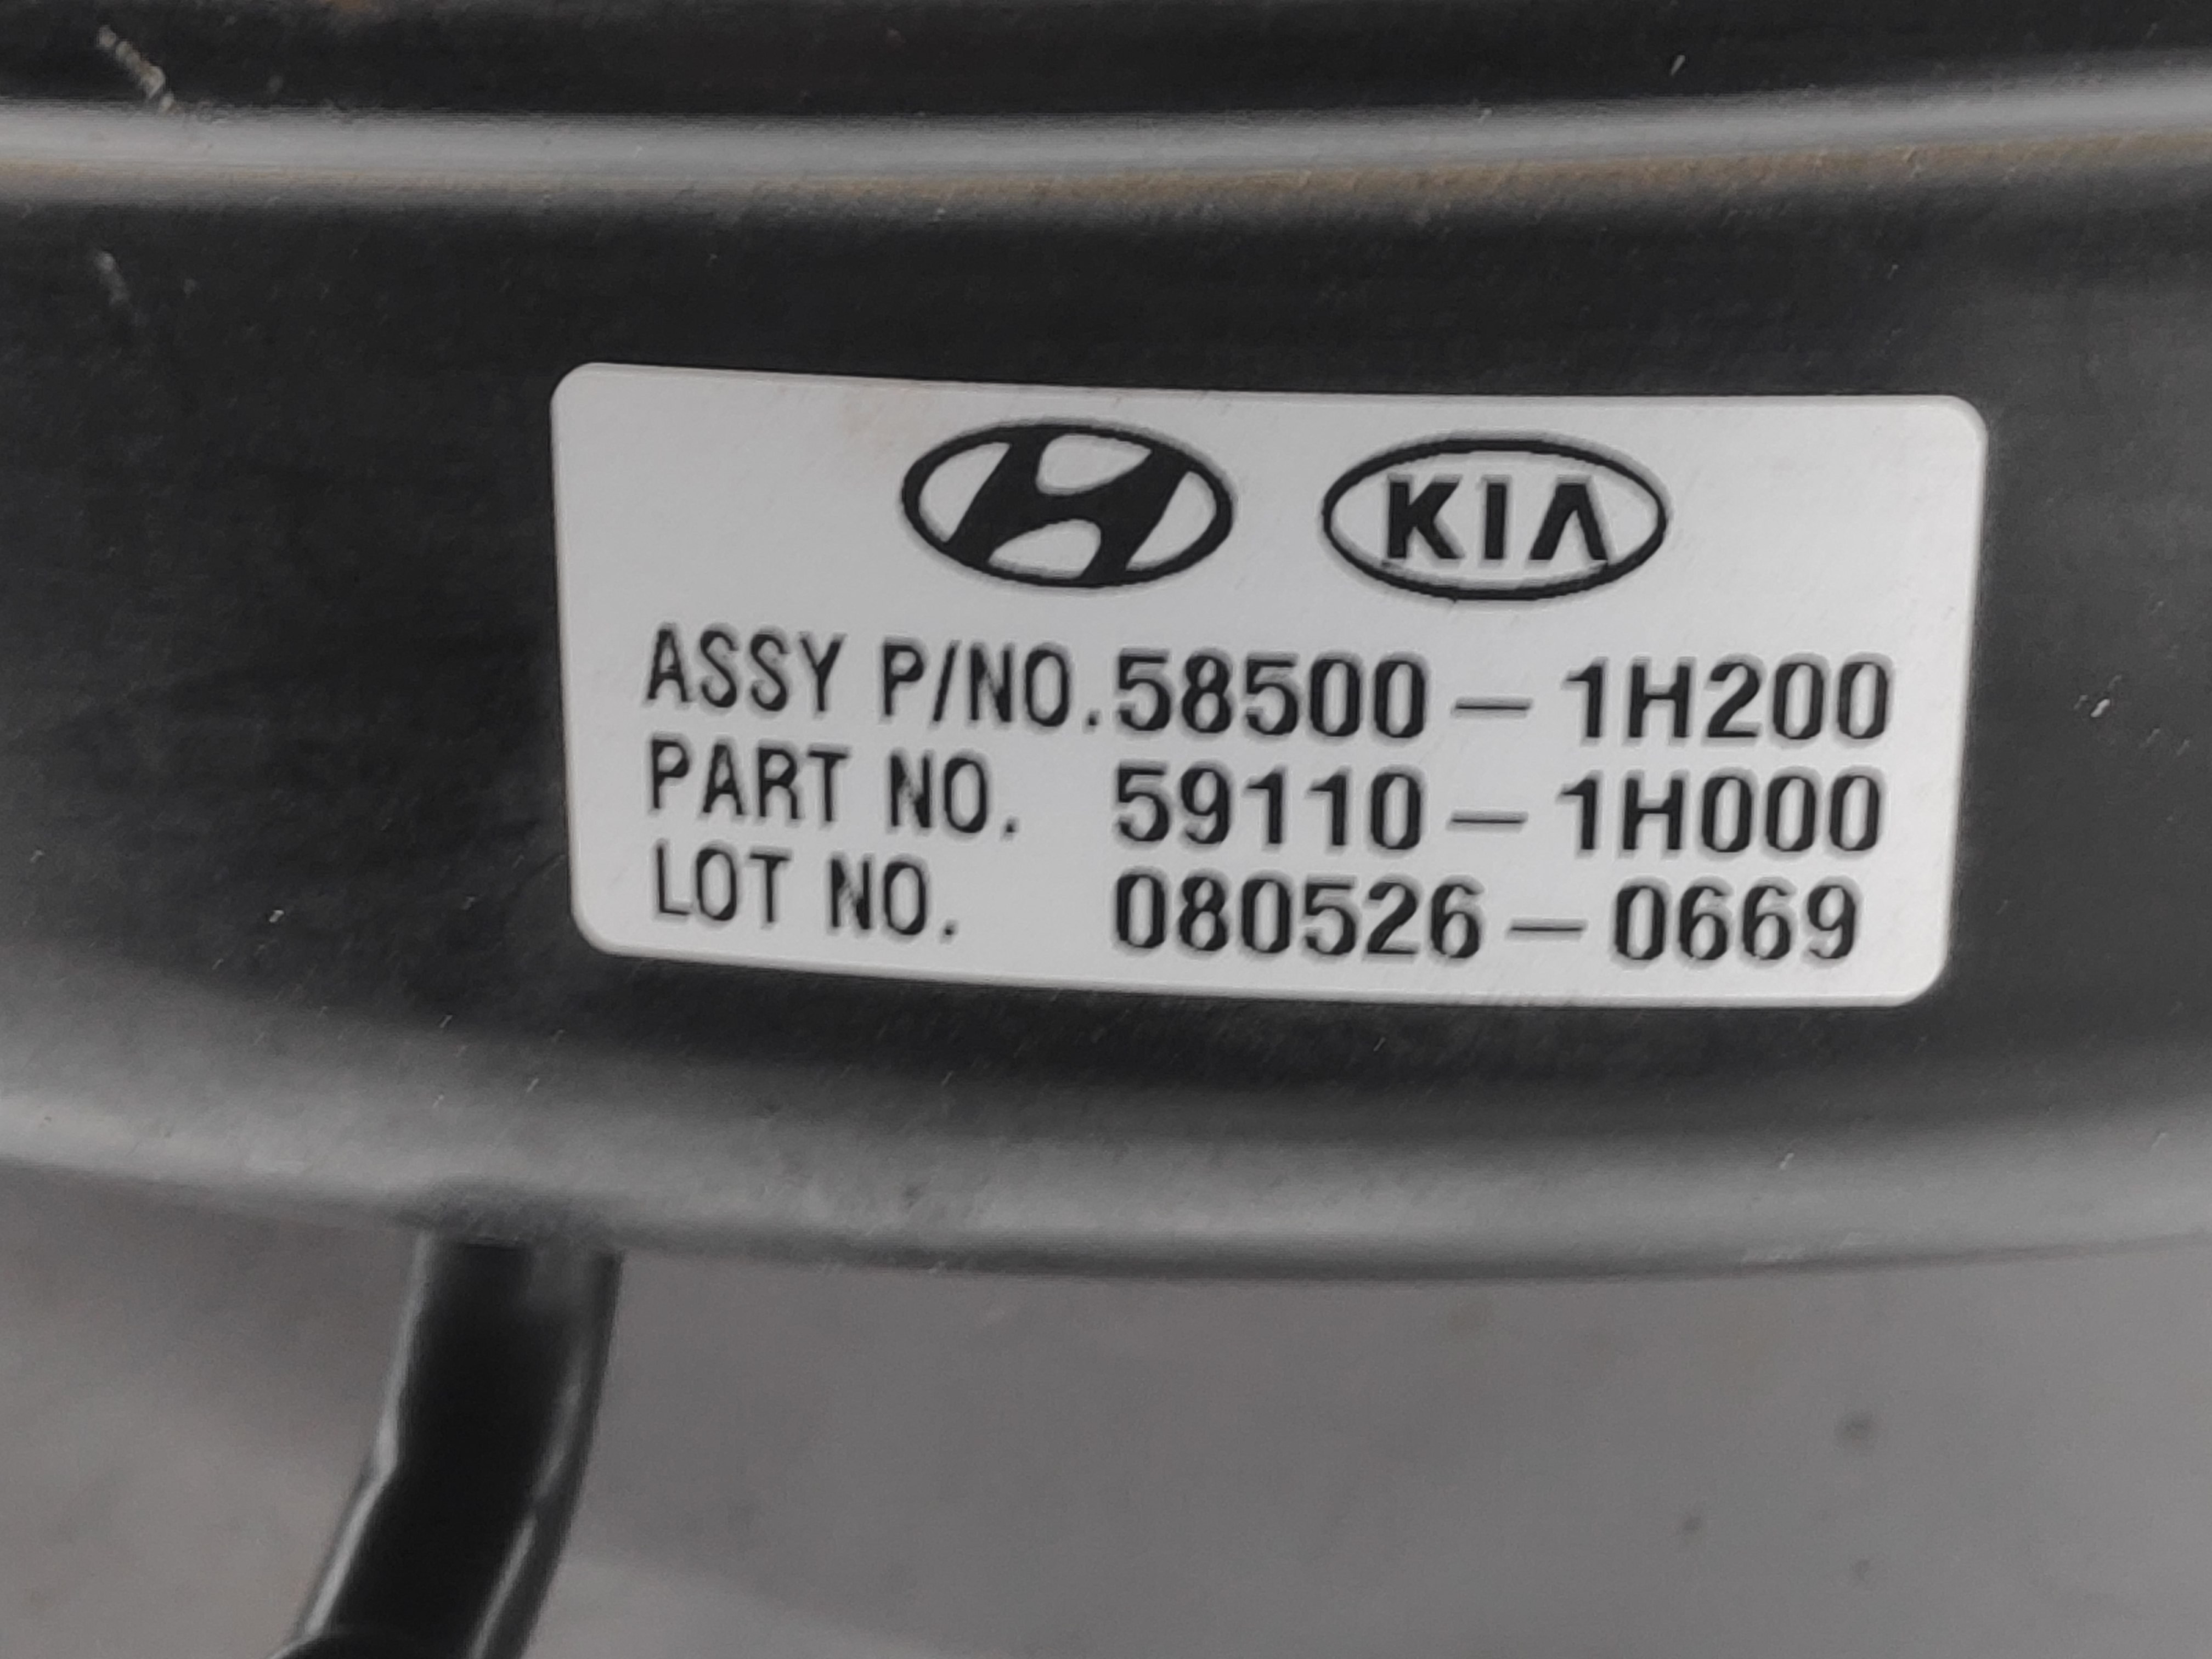 KIA
ASSY P/NO.58500-1H200
PART NO. 59110-1H000
LOT NO. 080526-0669